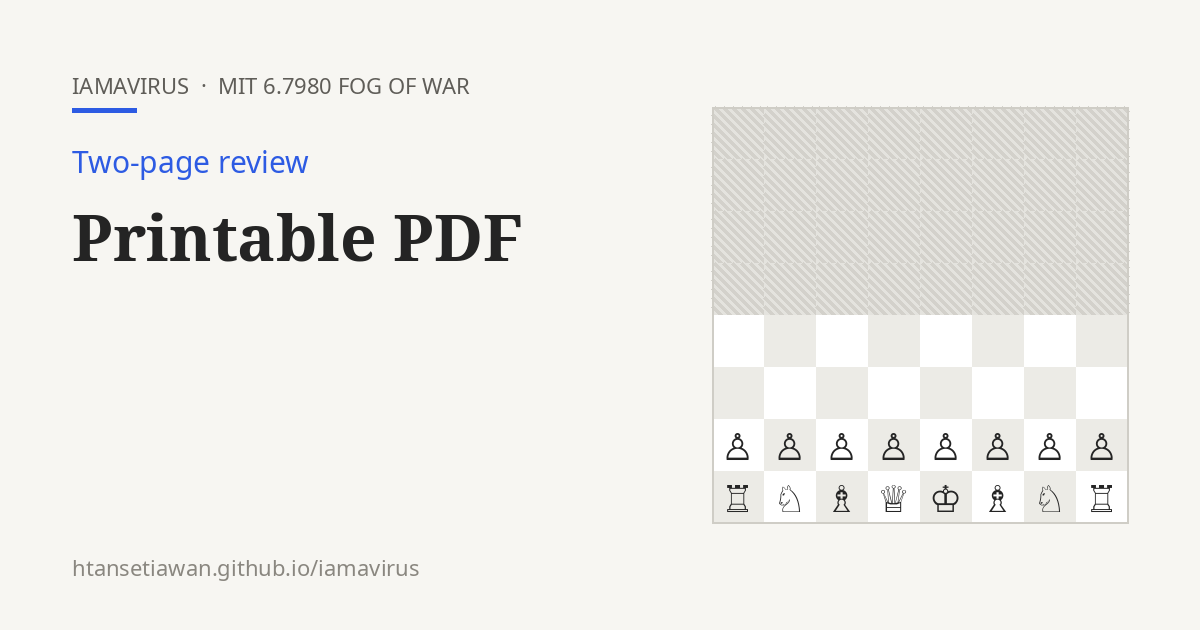 IAMAVIRUS · MIT 6.7980 FOG OF WAR
Two-page review
Printable PDF
htansetiawan.github.io/iamavirus